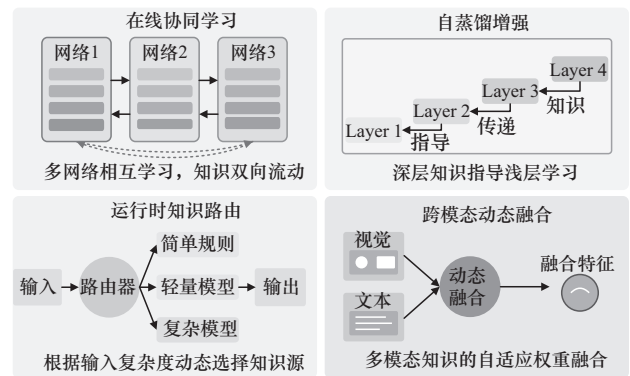 在线协同学习
网络1
网络2
网络3
多网络相互学习，知识双向流动
自蒸馏增强
Layer 4
Layer 3
知识
Layer 2
传递
Layer 1
指导
深层知识指导浅层学习
运行时知识路由
简单规则
输入
路由器
轻量模型
输出
复杂模型
根据输入复杂度动态选择知识源
跨模态动态融合
视觉
融合特征
动态
融合
文本
多模态知识的自适应权重融合